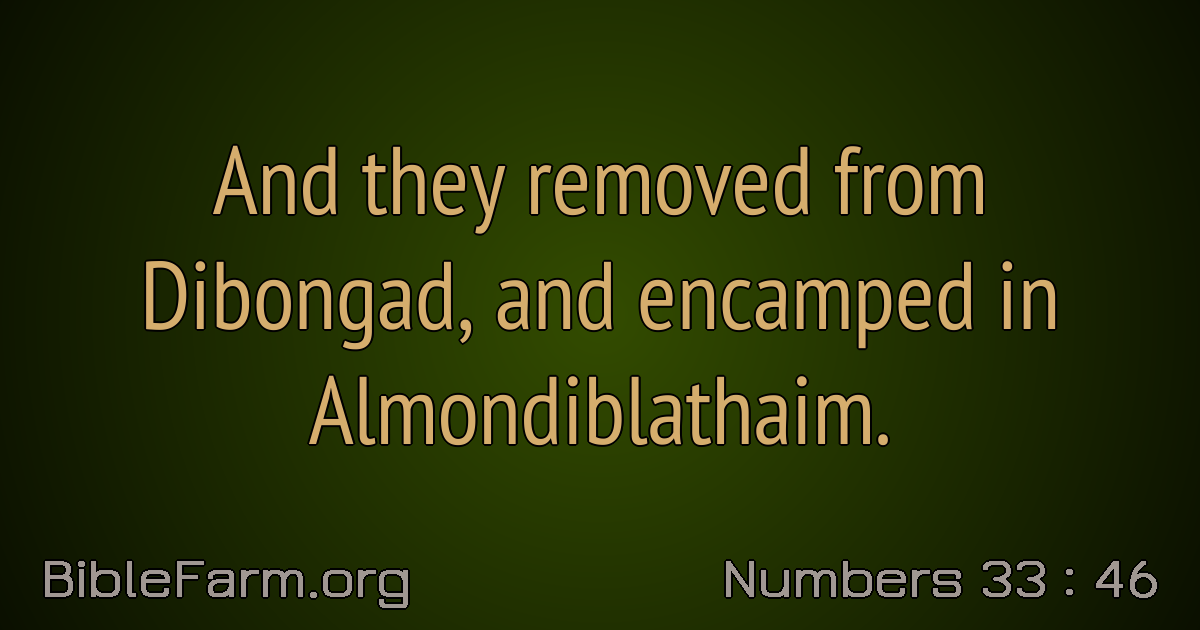 And they removed from
Dibongad, and encamped in
Almondiblathaim.
BibleFarm.org
Numbers 33 : 46